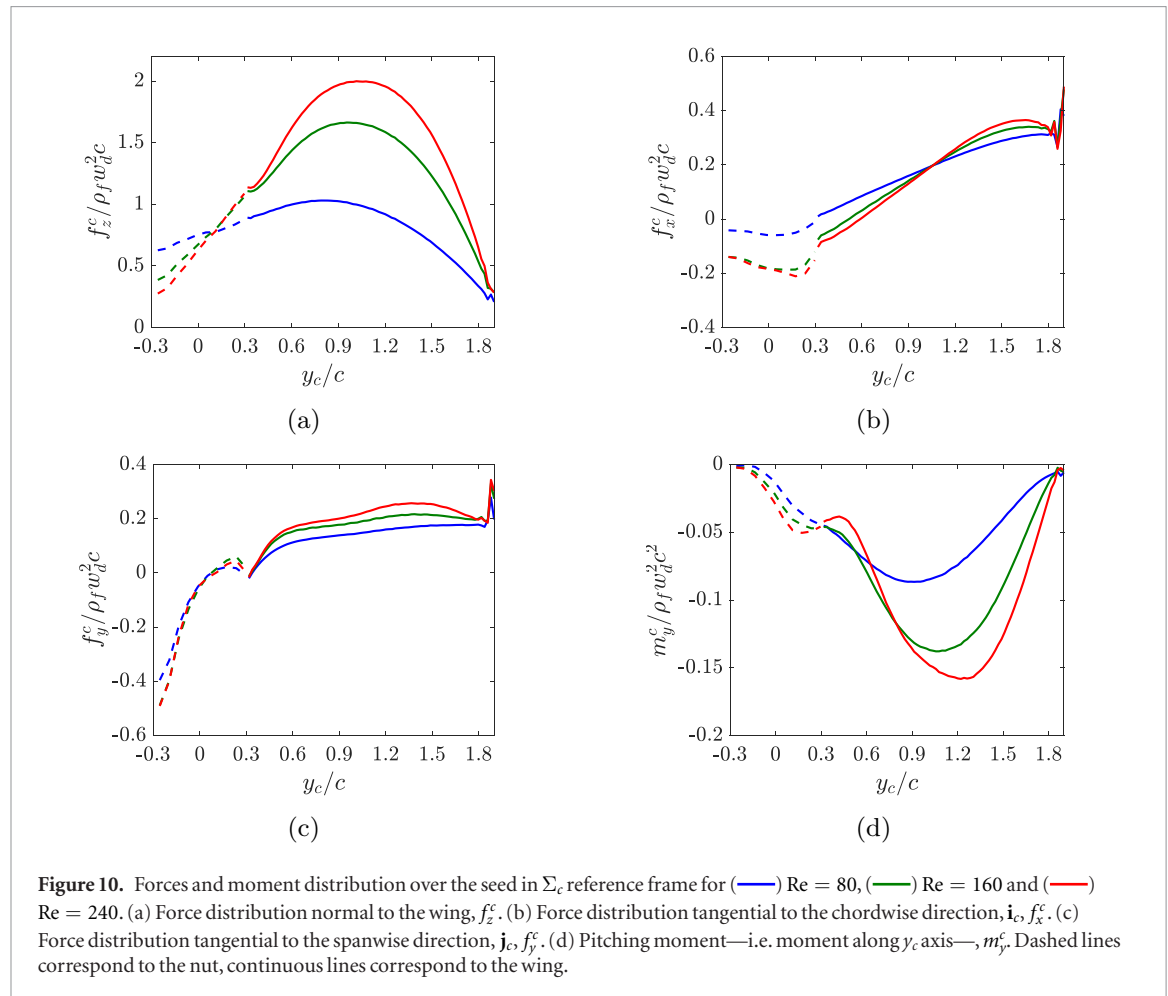 2
1.5
1
0.5
0
-0.3 0 0.3 0.6 0.9 1.2 1.5 1.8
f_z^c/ρ_f w_d^2 c
y_c/c
(a)
0.6
0.4
0.2
0
-0.2
-0.4
-0.3 0 0.3 0.6 0.9 1.2 1.5 1.8
f_x^c/ρ_f w_d^2 c
y_c/c
(b)
0.4
0.2
0
-0.2
-0.4
-0.6
-0.3 0 0.3 0.6 0.9 1.2 1.5 1.8
f_y^c/ρ_f w_d^2 c
y_c/c
(c)
0
-0.05
-0.1
-0.15
-0.2
-0.3 0 0.3 0.6 0.9 1.2 1.5 1.8
m_y^c/ρ_f w_d^2 c^2
y_c/c
(d)
Figure 10. Forces and moment distribution over the seed in Σ_c reference frame for (——) Re = 80, (——) Re = 160 and (——)
Re = 240. (a) Force distribution normal to the wing, f_z^c. (b) Force distribution tangential to the chordwise direction, i_c, f_x^c. (c)
Force distribution tangential to the spanwise direction, j_c, f_y^c. (d) Pitching moment—i.e. moment along y_c axis—, m_y^c. Dashed lines
correspond to the nut, continuous lines correspond to the wing.